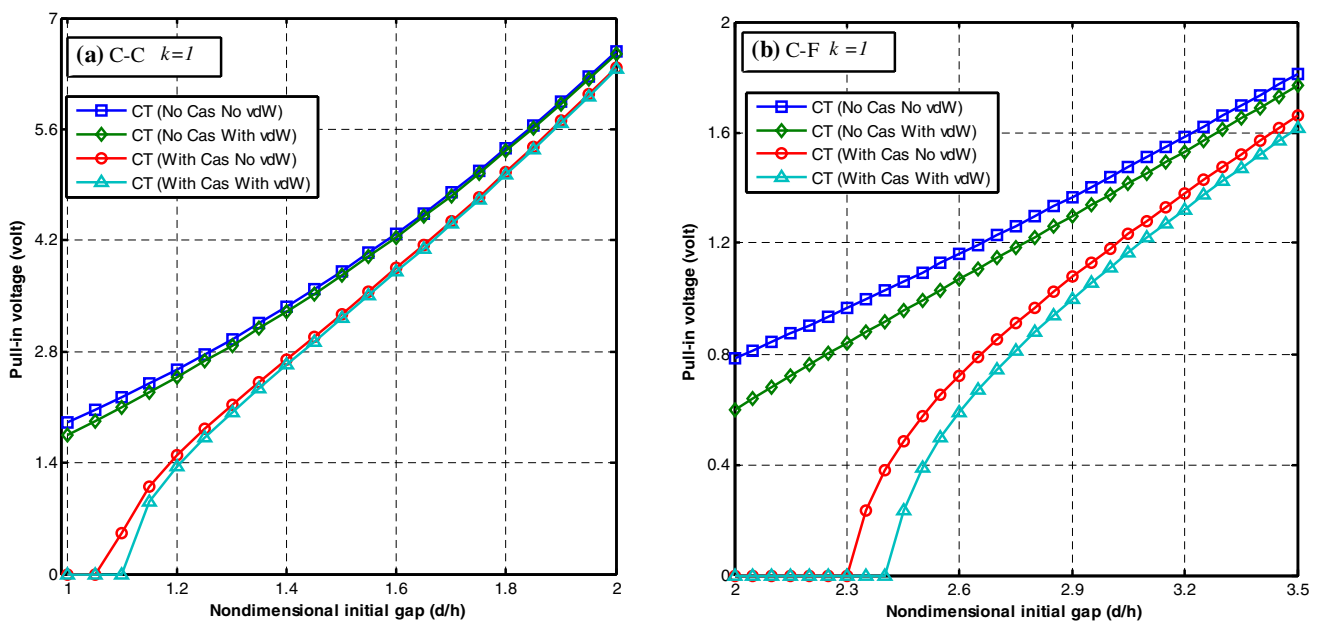 (a) C-C k=1
CT (No Cas No vdW)
CT (No Cas With vdW)
CT (With Cas No vdW)
CT (With Cas With vdW)
7
5.6
4.2
2.8
1.4
0
Pull-in voltage (volt)
1
1.2
1.4
1.6
1.8
2
Nondimensional initial gap (d/h)
(b) C-F k=1
CT (No Cas No vdW)
CT (No Cas With vdW)
CT (With Cas No vdW)
CT (With Cas With vdW)
2
1.6
1.2
0.8
0.4
0
Pull-in voltage (volt)
2
2.3
2.6
2.9
3.2
3.5
Nondimensional initial gap (d/h)